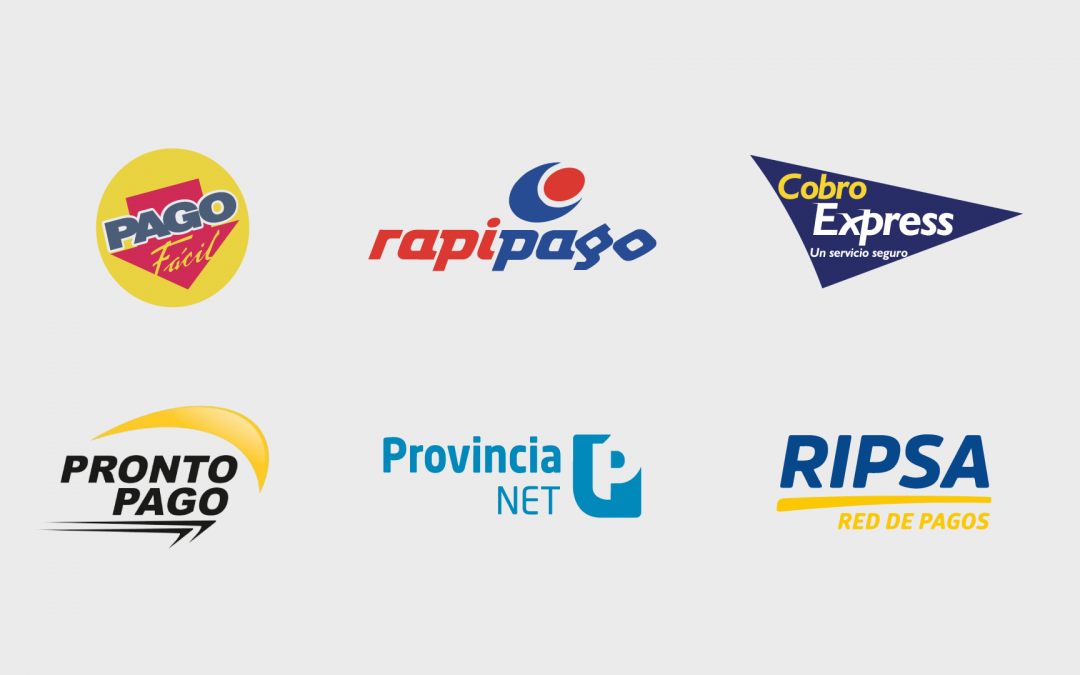 PAGO
Fácil
rapipago
Cobro
Express
Un servicio seguro
PRONTO
PAGO
Provincia
NET
RIPSA
RED DE PAGOS